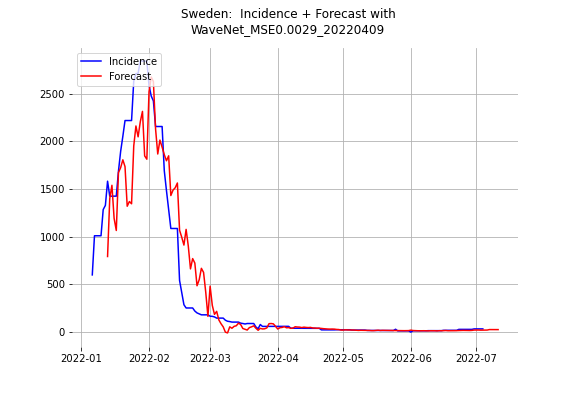 Sweden:  Incidence + Forecast with
WaveNet_MSE0.0029_20220409
Incidence
Forecast
2500
2000
1500
1000
500
0
2022-01 2022-02 2022-03 2022-04 2022-05 2022-06 2022-07